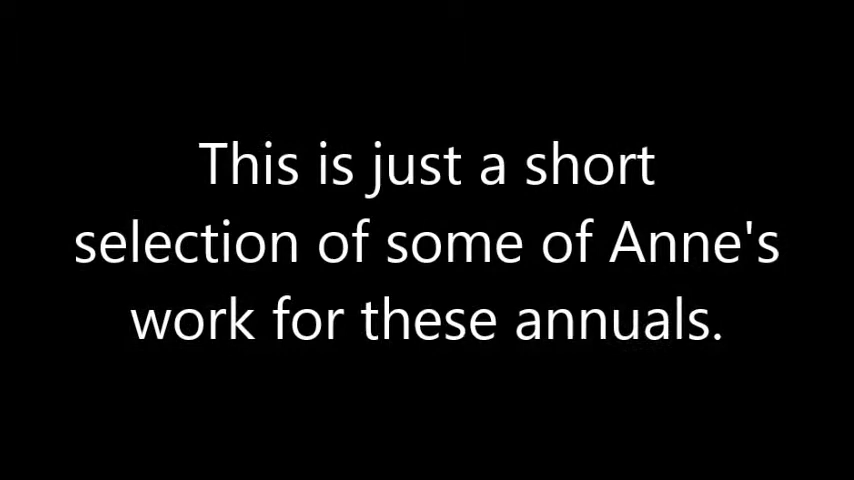 This is just a short
selection of some of Anne's
work for these annuals.